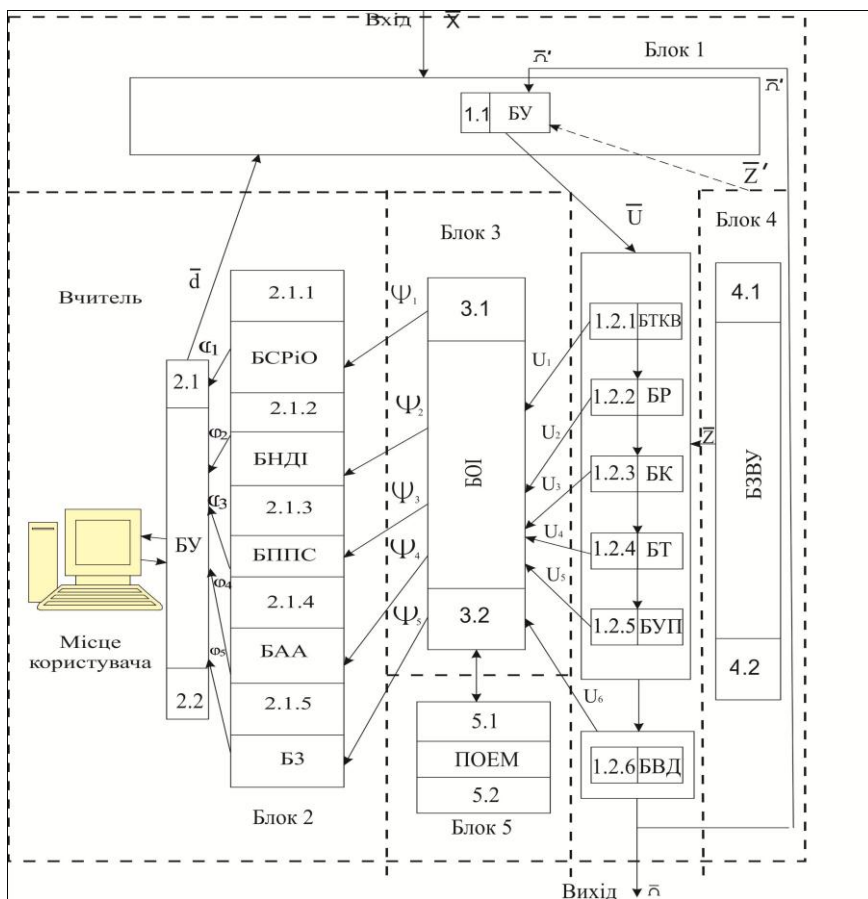 Вхід X̅
Блок 1
n̅′
n̅′
1.1 БУ
Z̅′
U̅
Блок 4
Блок 3
d̅
Вчитель
2.1.1
БСРіО
2.1.2
БНДІ
2.1.3
БППС
2.1.4
БАА
2.1.5
БЗ
Блок 2
φ1
φ2
φ3
φ4
φ5
2.1
БУ
2.2
Місце
користувача
Ψ1
Ψ2
Ψ3
Ψ4
Ψ5
3.1
БОІ
3.2
5.1
ПОЕМ
5.2
Блок 5
U1
U2
U3
U4
U5
U6
1.2.1 БТКВ
1.2.2 БР
1.2.3 БК
1.2.4 БТ
1.2.5 БУП
1.2.6 БВД
Z̅
4.1
БЗВУ
4.2
Вихід n̅